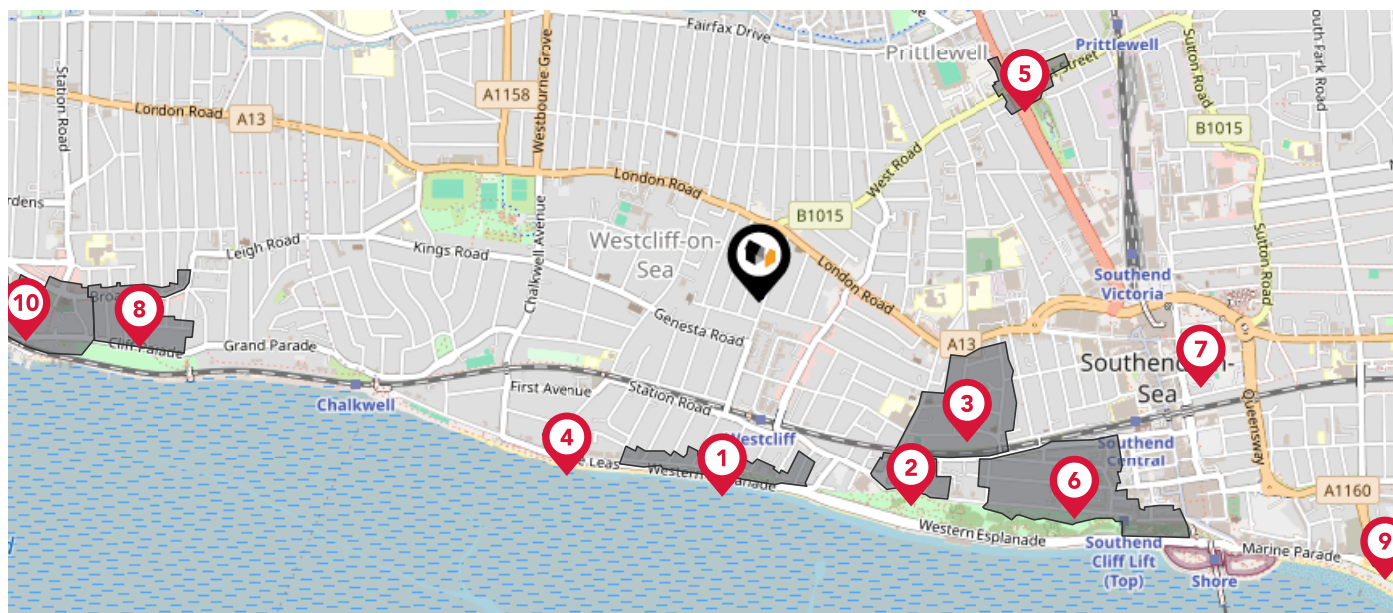 Fairfax Drive
Prittlewell
Prittlewell
Sutton Road
South Park Road
Station Road
A1158
Westbourne Grove
5
Street
London Road
A13
B1015
West Road
London Road
B1015
rdens
Leigh Road
Kings Road
Chalkwell Avenue
Westcliff-on-
Sea
London Road
Sutton Road
Southend
Victoria
10
8
Cliff Parade
Grand Parade
Genesta Road
A13
7
Southend-on-
Sea
Chalkwell
First Avenue
Station Road
3
Queensway
4
Leas
1
Westcliff
2
Southend
Central
6
Western Esplanade
A1160
Western Esplanade
Southend
Cliff Lift
(Top)
Shore
Marine Parade
9